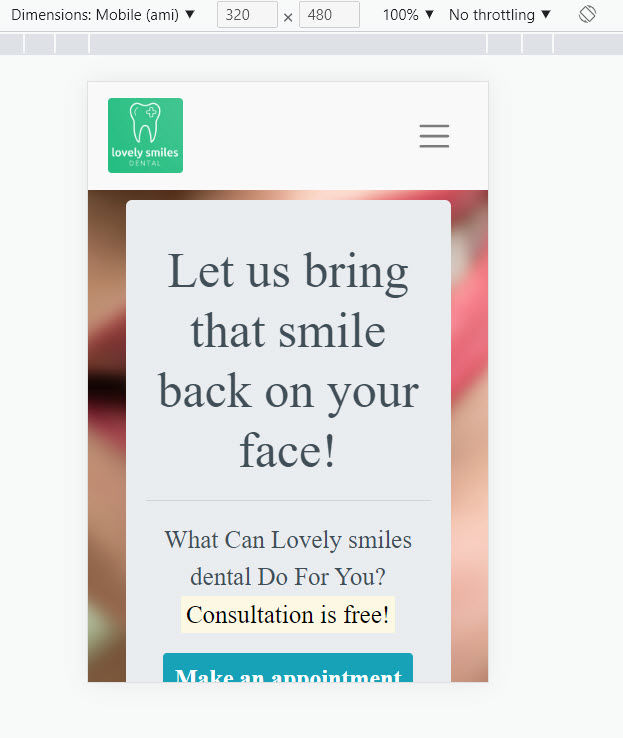 Dimensions: Mobile (ami) ▼ 320 × 480 100% ▼ No throttling ▼
lovely smiles
DENTAL
Let us bring
that smile
back on your
face!
What Can Lovely smiles
dental Do For You?
Consultation is free!
Make an appointment